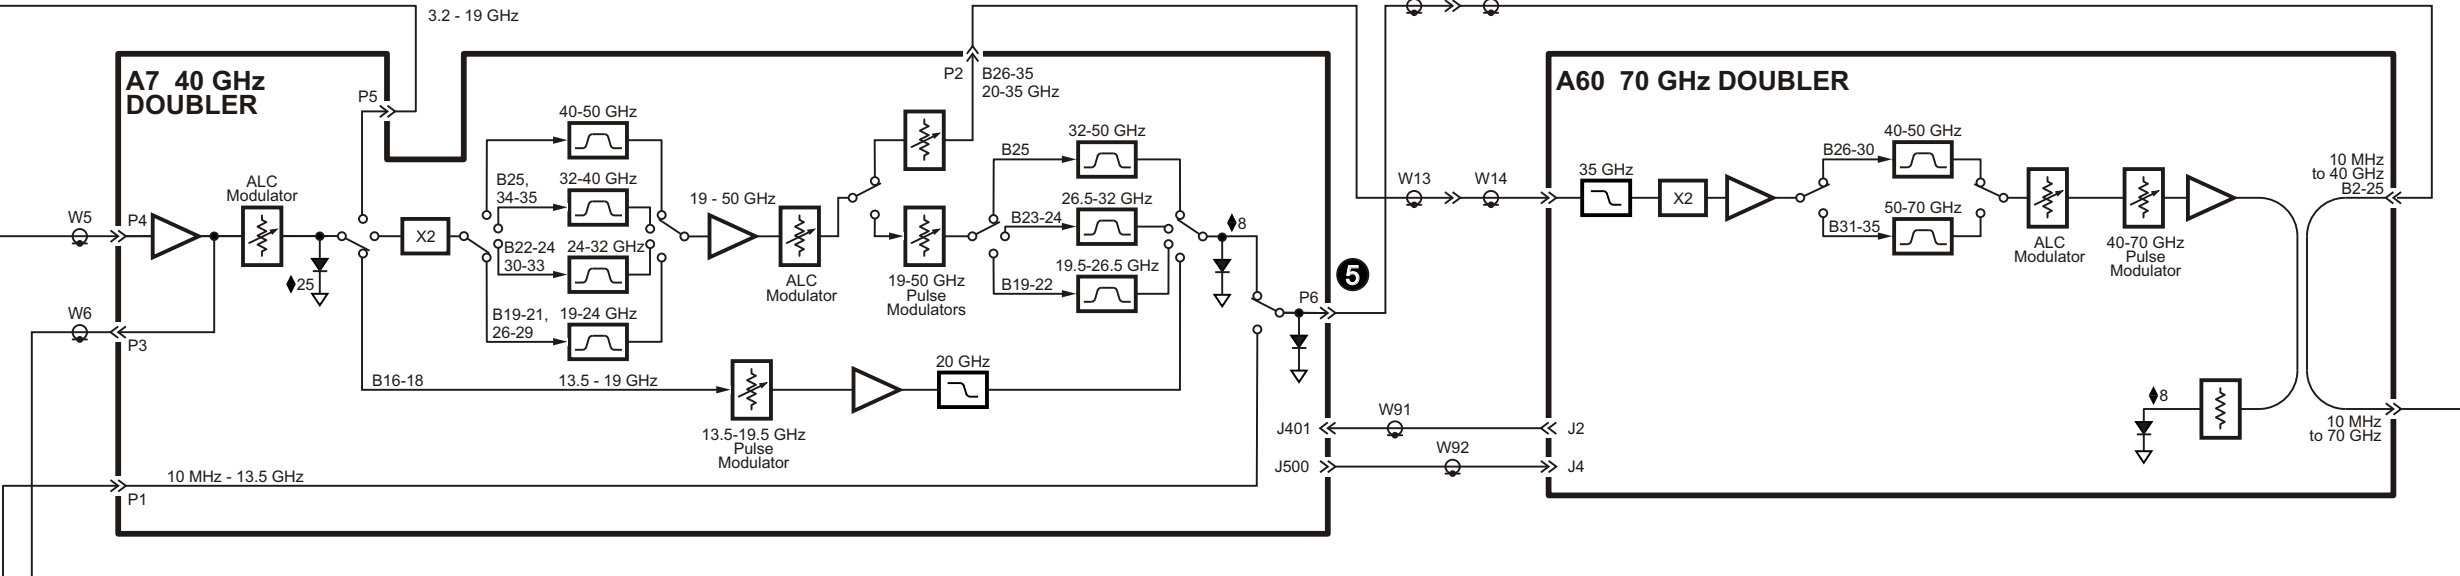 3.2 - 19 GHz
A7 40 GHz
DOUBLER
P5
P2
B26-35
20-35 GHz
A60 70 GHz DOUBLER
40-50 GHz
32-50 GHz
40-50 GHz
B25
B26-30
10 MHz
to 40 GHz
B2-25
35 GHz
ALC
Modulator
B25,
34-35
32-40 GHz
19 - 50 GHz
26.5-32 GHz
W13
W14
X2
W5
P4
B23-24
50-70 GHz
B31-35
X2
8
B22-24
30-33
24-32 GHz
ALC
Modulator
40-70 GHz
Pulse
Modulator
25
ALC
Modulator
19-50 GHz
Pulse
Modulators
19.5-26.5 GHz
B19-22
5
P6
W6
P3
B19-21,
26-29
19-24 GHz
20 GHz
B16-18
13.5 - 19 GHz
8
13.5-19.5 GHz
Pulse
Modulator
J401
W91
J2
10 MHz
to 70 GHz
J500
W92
J4
10 MHz - 13.5 GHz
P1